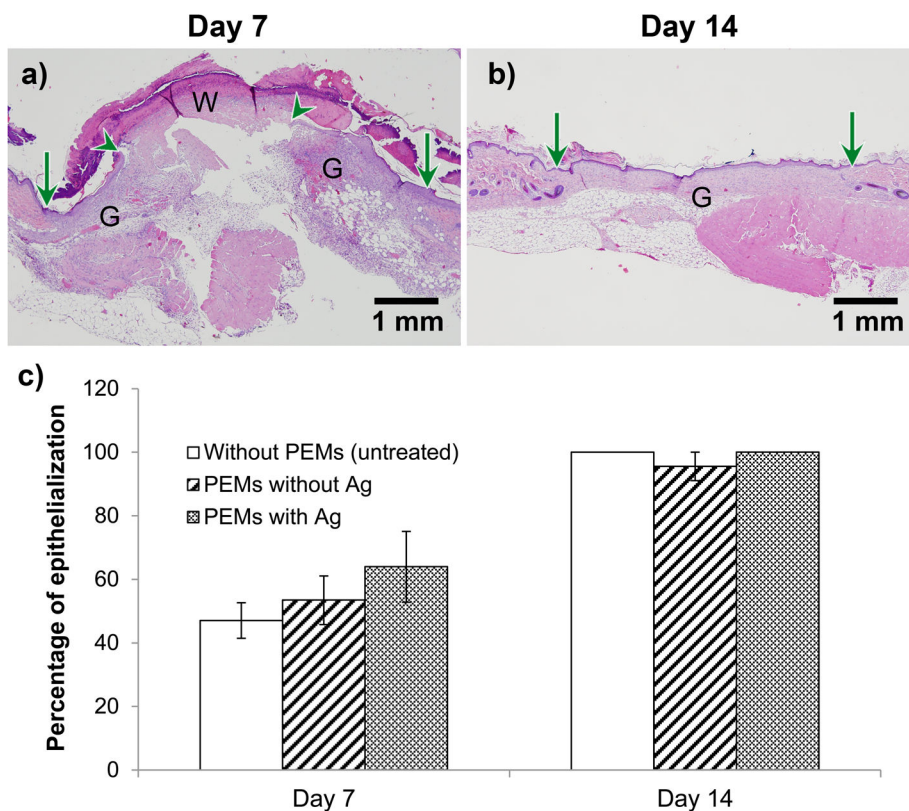 Day 7
Day 14
a)
W
G
G
1 mm
b)
G
1 mm
c)
Percentage of epithelialization
120
100
80
60
40
20
0
Without PEMs (untreated)
PEMs without Ag
PEMs with Ag
Day 7
Day 14